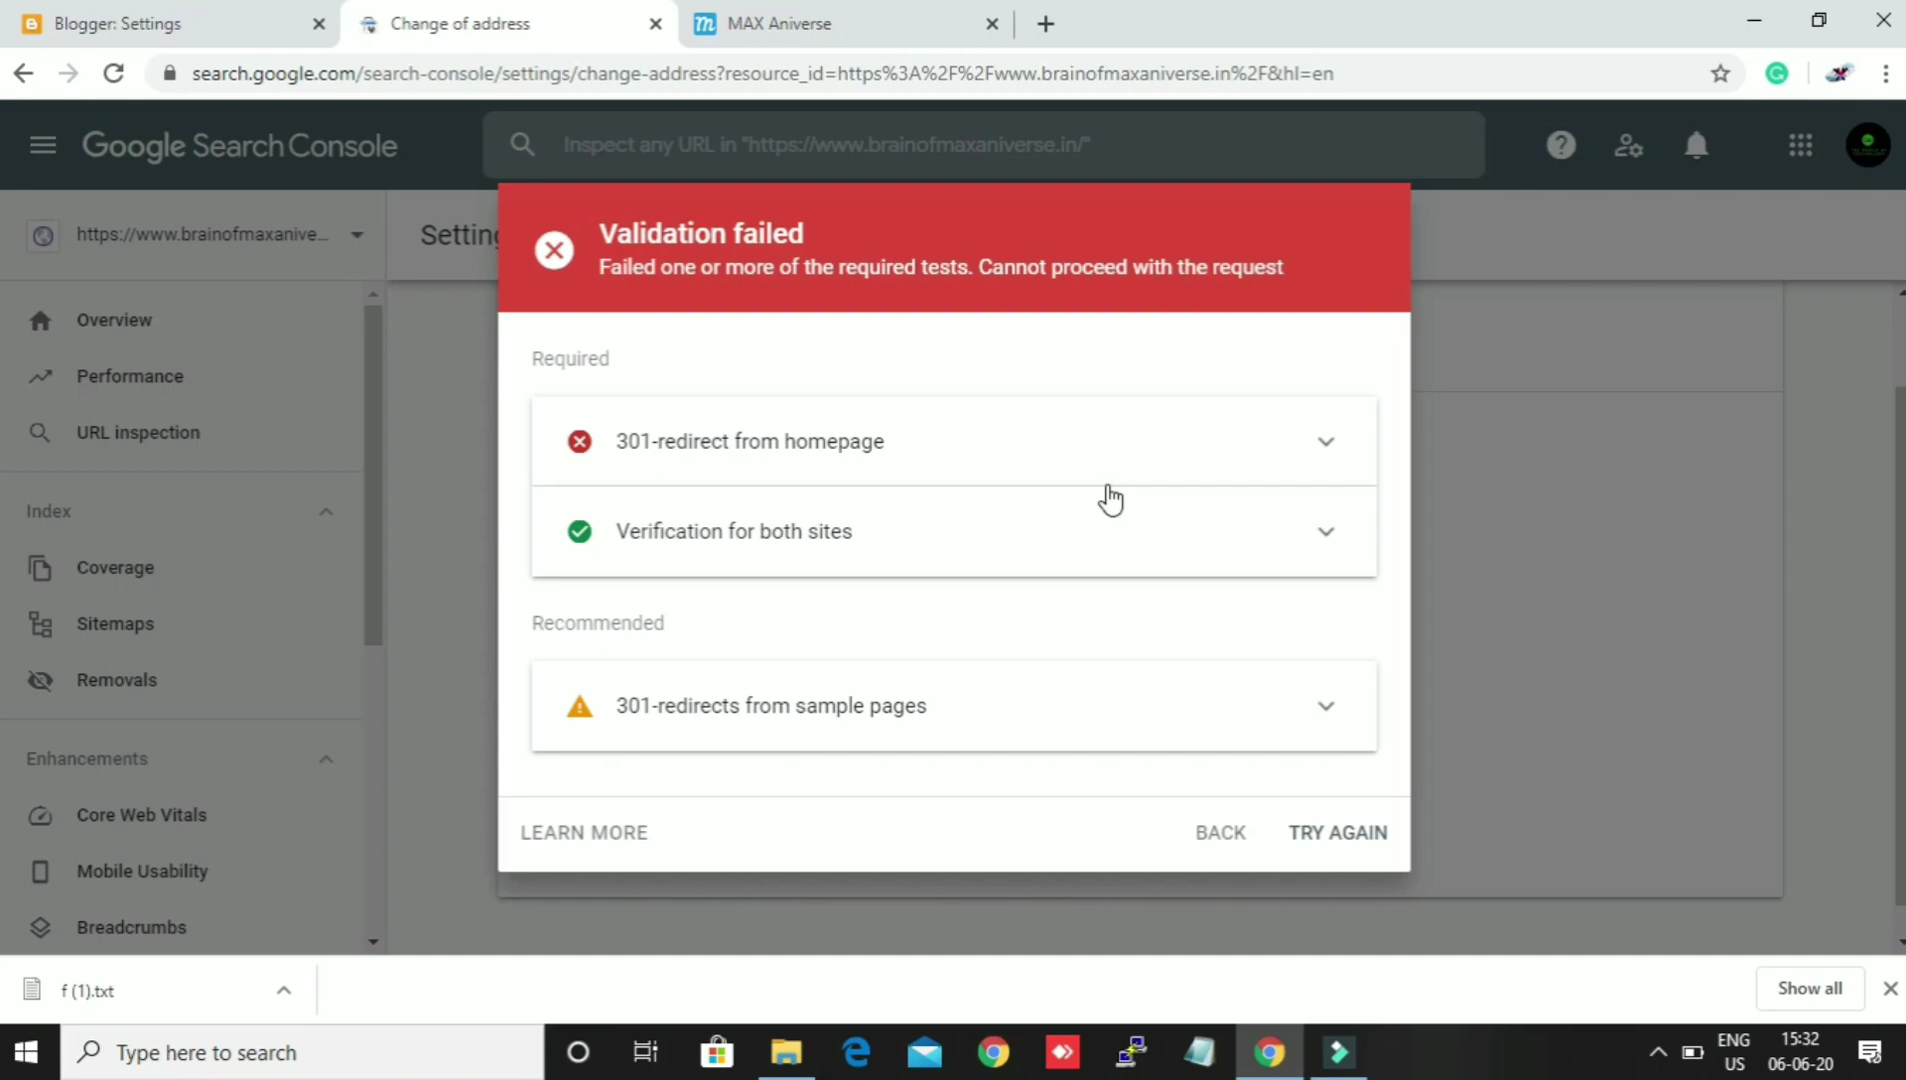 Blogger: Settings
Change of address
MAX Aniverse
search.google.com/search-console/settings/change-address?resource_id=https%3A%2F%2Fwww.brainofmaxaniverse.in%2F&hl=en
Google Search Console
Inspect any URL in "https://www.brainofmaxaniverse.in/"
https://www.brainofmaxanive...
Setting
Validation failed
Failed one or more of the required tests. Cannot proceed with the request
Overview
Performance
URL inspection
Index
Coverage
Sitemaps
Removals
Enhancements
Core Web Vitals
Mobile Usability
Breadcrumbs
Required
301-redirect from homepage
Verification for both sites
Recommended
301-redirects from sample pages
LEARN MORE
BACK
TRY AGAIN
f (1).txt
Show all
Type here to search
ENG
US
15:32
06-06-20